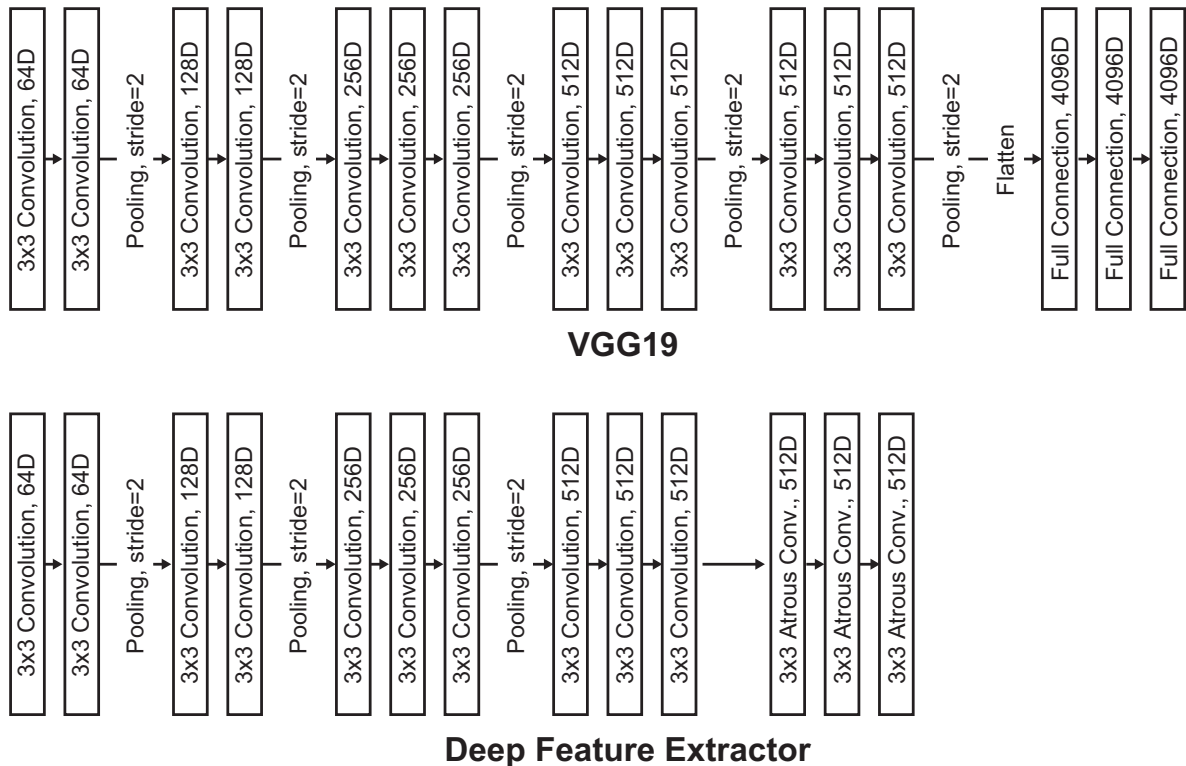 3x3 Convolution, 64D
3x3 Convolution, 64D
Pooling, stride=2
3x3 Convolution, 128D
3x3 Convolution, 128D
Pooling, stride=2
3x3 Convolution, 256D
3x3 Convolution, 256D
3x3 Convolution, 256D
Pooling, stride=2
3x3 Convolution, 512D
3x3 Convolution, 512D
3x3 Convolution, 512D
Pooling, stride=2
3x3 Convolution, 512D
3x3 Convolution, 512D
3x3 Convolution, 512D
Pooling, stride=2
Flatten
Full Connection, 4096D
Full Connection, 4096D
Full Connection, 4096D
VGG19
3x3 Convolution, 64D
3x3 Convolution, 64D
Pooling, stride=2
3x3 Convolution, 128D
3x3 Convolution, 128D
Pooling, stride=2
3x3 Convolution, 256D
3x3 Convolution, 256D
3x3 Convolution, 256D
Pooling, stride=2
3x3 Convolution, 512D
3x3 Convolution, 512D
3x3 Convolution, 512D
3x3 Atrous Conv., 512D
3x3 Atrous Conv., 512D
3x3 Atrous Conv., 512D
Deep Feature Extractor